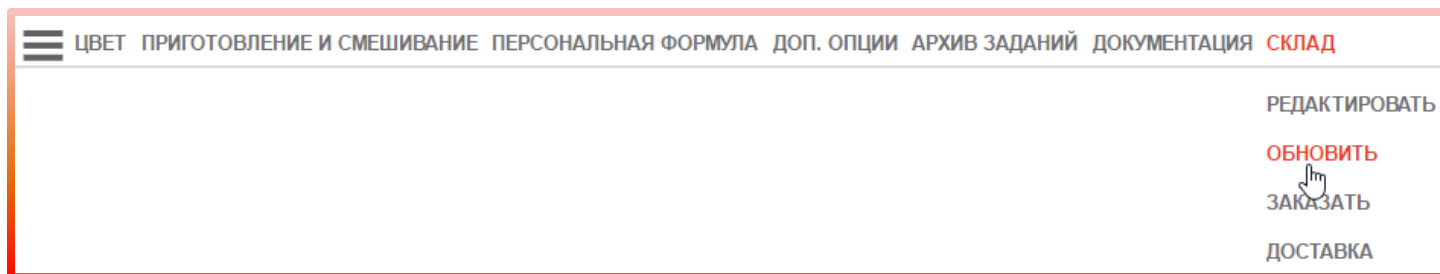 ЦВЕТ ПРИГОТОВЛЕНИЕ И СМЕШИВАНИЕ ПЕРСОНАЛЬНАЯ ФОРМУЛА ДОП. ОПЦИИ АРХИВ ЗАДАНИЙ ДОКУМЕНТАЦИЯ СКЛАД
РЕДАКТИРОВАТЬ
ОБНОВИТЬ
ЗАКАЗАТЬ
ДОСТАВКА